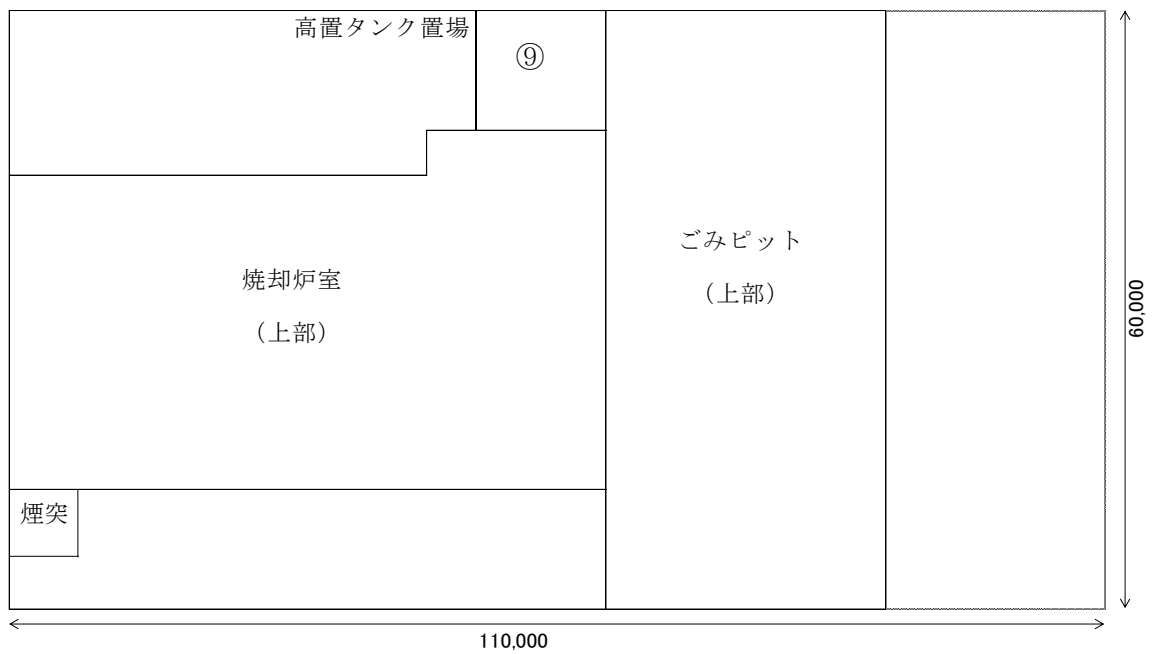 高置タンク置場
⑨
ごみピット
（上部）
焼却炉室
（上部）
60,000
煙突
110,000